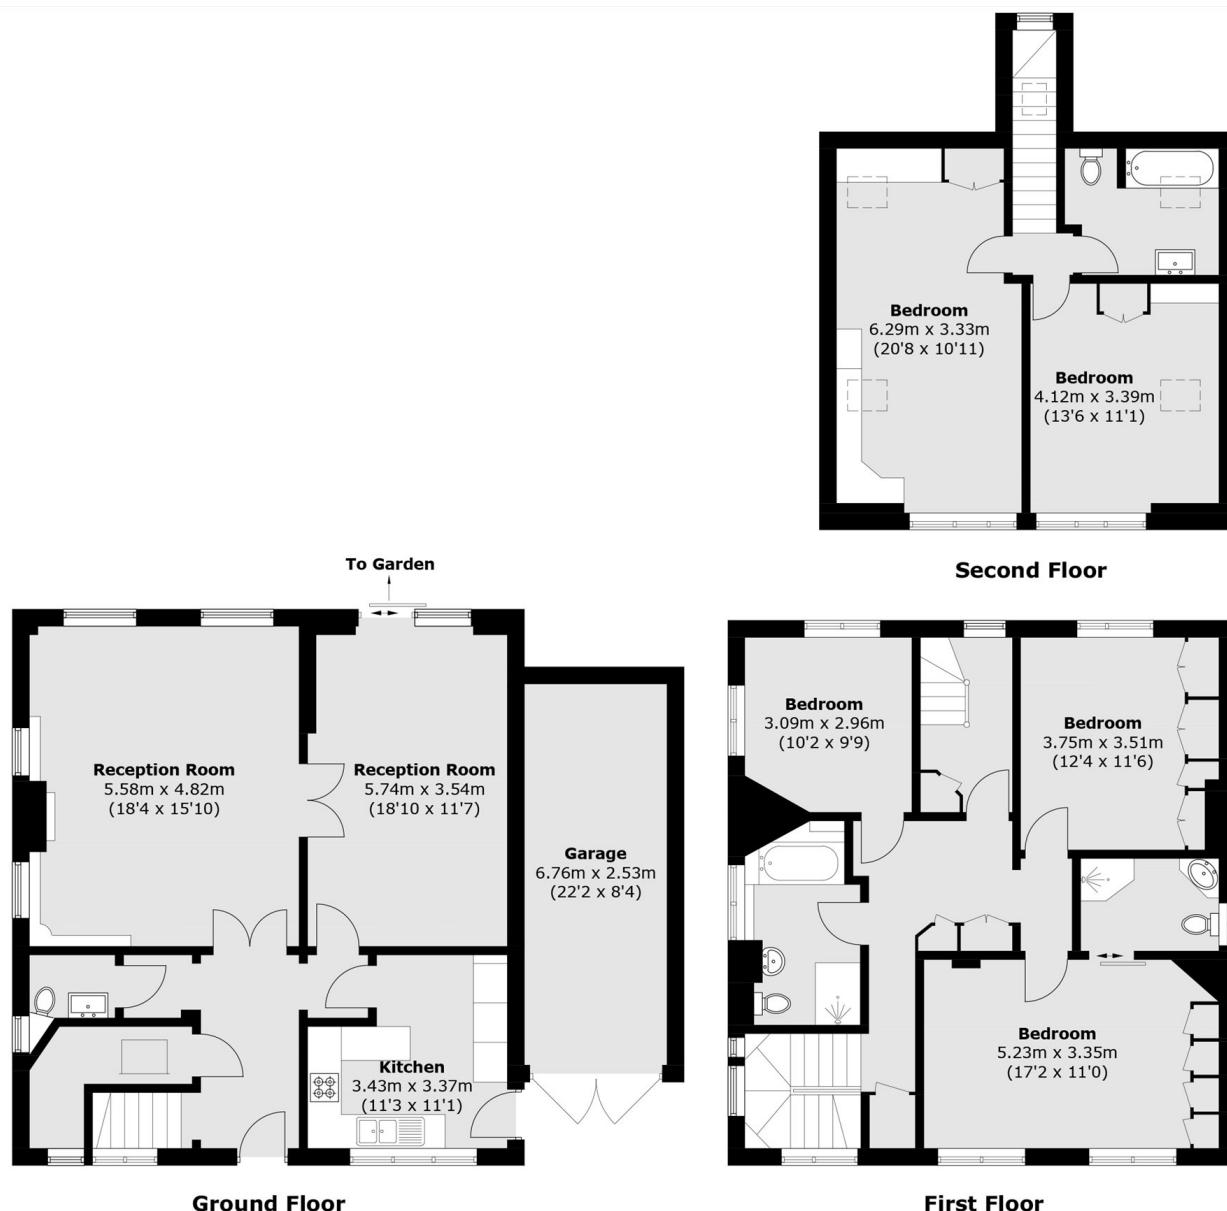 Bedroom
6.29m x 3.33m
(20'8 x 10'11)
Bedroom
4.12m x 3.39m
(13'6 x 11'1)
Second Floor
To Garden
Reception Room
5.58m x 4.82m
(18'4 x 15'10)
Reception Room
5.74m x 3.54m
(18'10 x 11'7)
Garage
6.76m x 2.53m
(22'2 x 8'4)
Kitchen
3.43m x 3.37m
(11'3 x 11'1)
Ground Floor
Bedroom
3.09m x 2.96m
(10'2 x 9'9)
Bedroom
3.75m x 3.51m
(12'4 x 11'6)
Bedroom
5.23m x 3.35m
(17'2 x 11'0)
First Floor